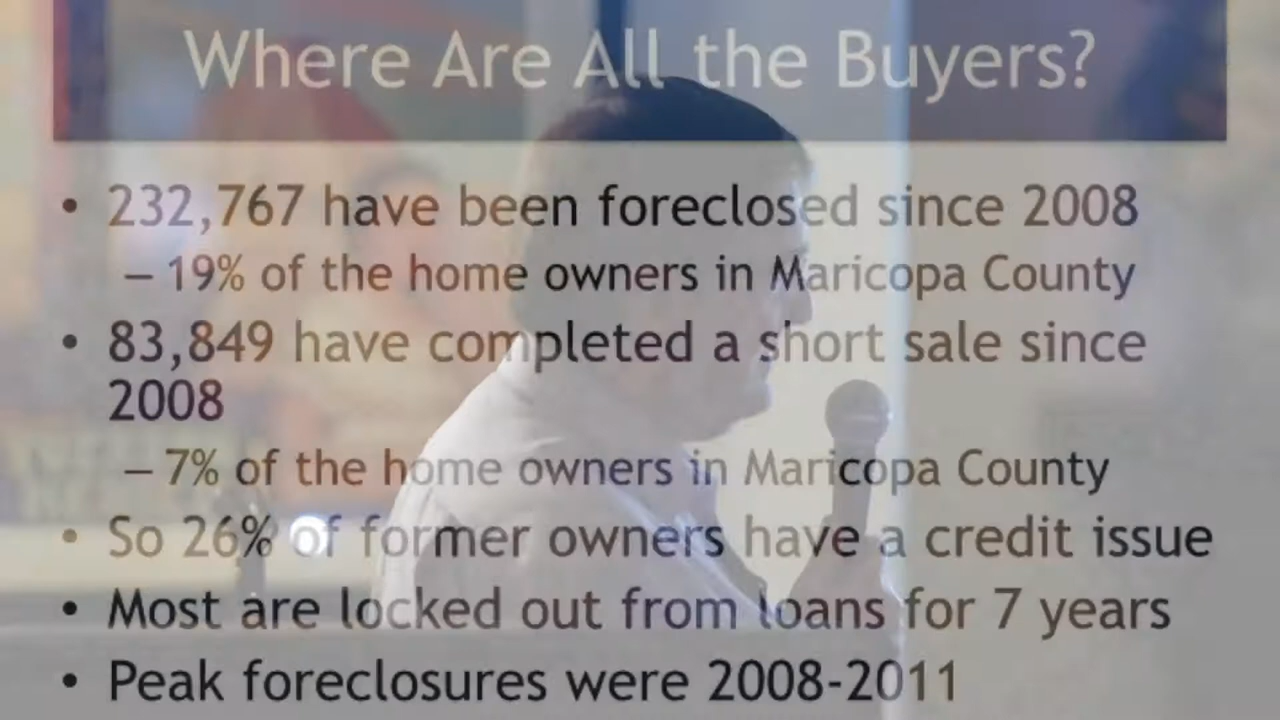 Where Are All the Buyers?
• 232,767 have been foreclosed since 2008
– 19% of the home owners in Maricopa County
• 83,849 have completed a short sale since
2008
– 7% of the home owners in Maricopa County
• So 26% of former owners have a credit issue
• Most are locked out from loans for 7 years
• Peak foreclosures were 2008-2011